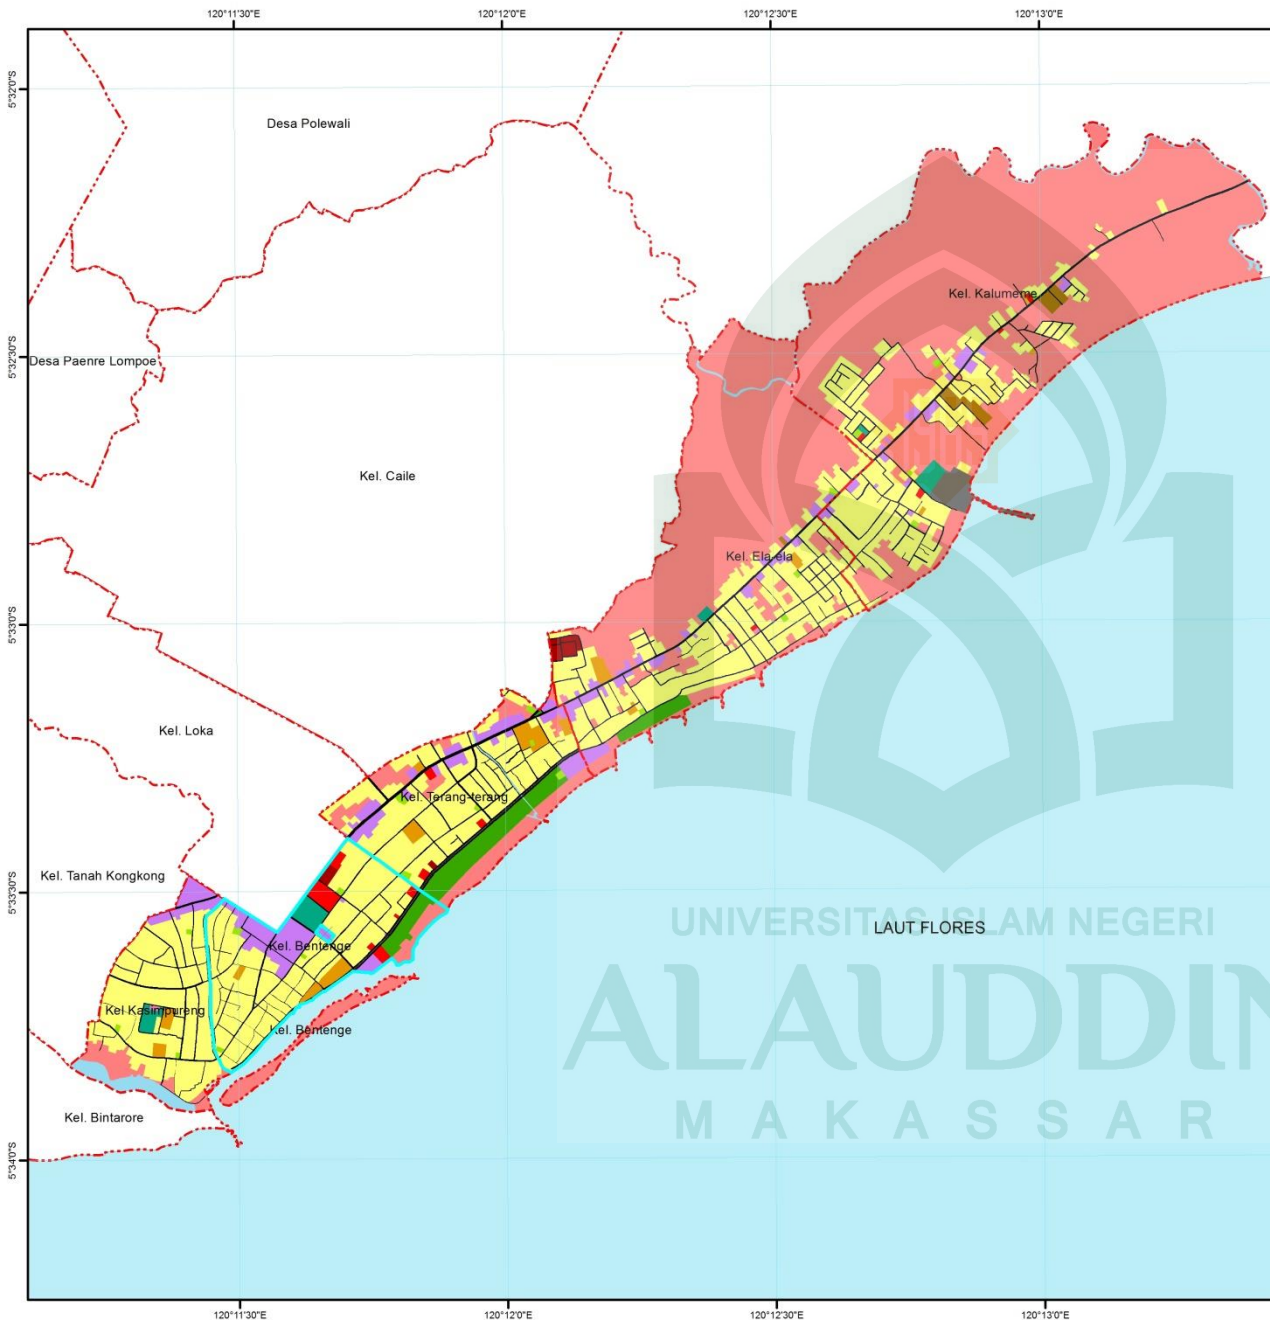 120°11'30"E
120°12'0"E
120°12'30"E
120°13'0"E
5°32'0"S
Desa Polewali
Kel. Kalumeme
5°32'30"S
Desa Paenre Lompoe
Kel. Caile
Kel. Ela-ela
5°33'0"S
Kel. Loka
Kel. Terang-terang
Kel. Tanah Kongkong
5°33'30"S
UNIVERSITAS ISLAM NEGERI
LAUT FLORES
Kel. Bentenge
ALAUDDIN
Kel Kasimpureng
Kel. Bentenge
Kel. Bintarore
MAKASSAR
5°34'0"S
120°11'30"E
120°12'0"E
120°12'30"E
120°13'0"E